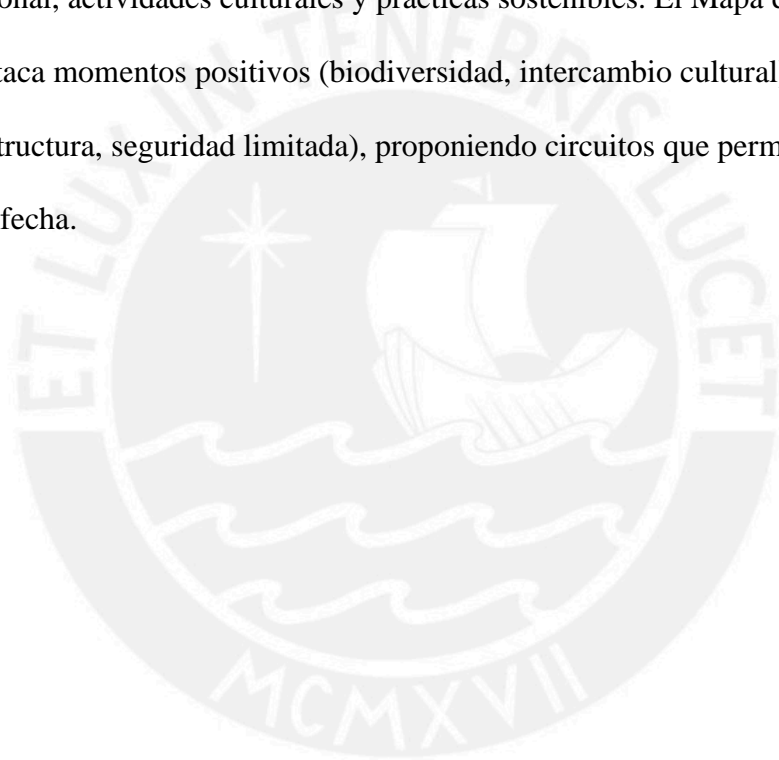 onal, actividades culturales y prácticas sostenibles. El Mapa d
taca momentos positivos (biodiversidad, intercambio cultural
tructura, seguridad limitada), proponiendo circuitos que perm
fecha.
ET LUX IN TENEBRIS LUCET
MCMXVII